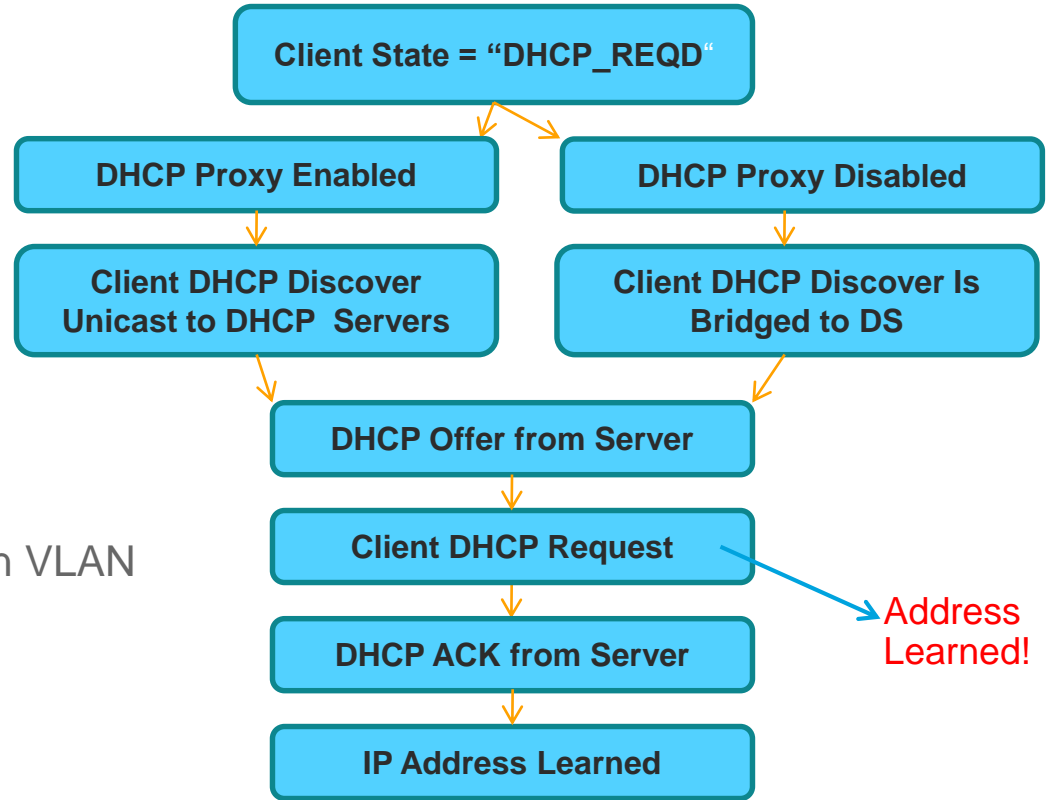 Client State = “DHCP_REQD“
DHCP Proxy Enabled
DHCP Proxy Disabled
Client DHCP Discover
Unicast to DHCP Servers
Client DHCP Discover Is
Bridged to DS
DHCP Offer from Server
Client DHCP Request
VLAN
Address
Learned!
DHCP ACK from Server
IP Address Learned